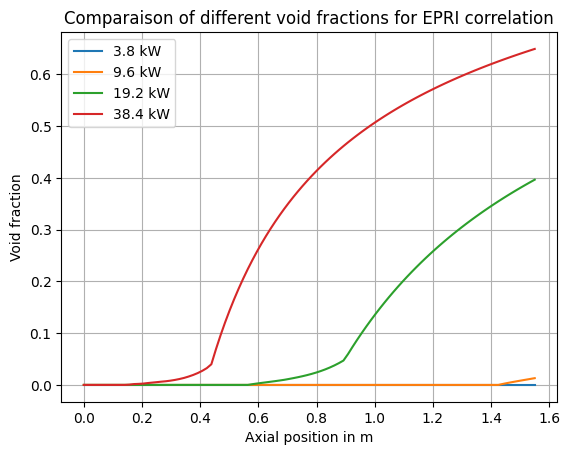 Comparaison of different void fractions for EPRI correlation
3.8 kW
9.6 kW
19.2 kW
38.4 kW
Void fraction
0.6
0.5
0.4
0.3
0.2
0.1
0.0
0.0 0.2 0.4 0.6 0.8 1.0 1.2 1.4 1.6
Axial position in m